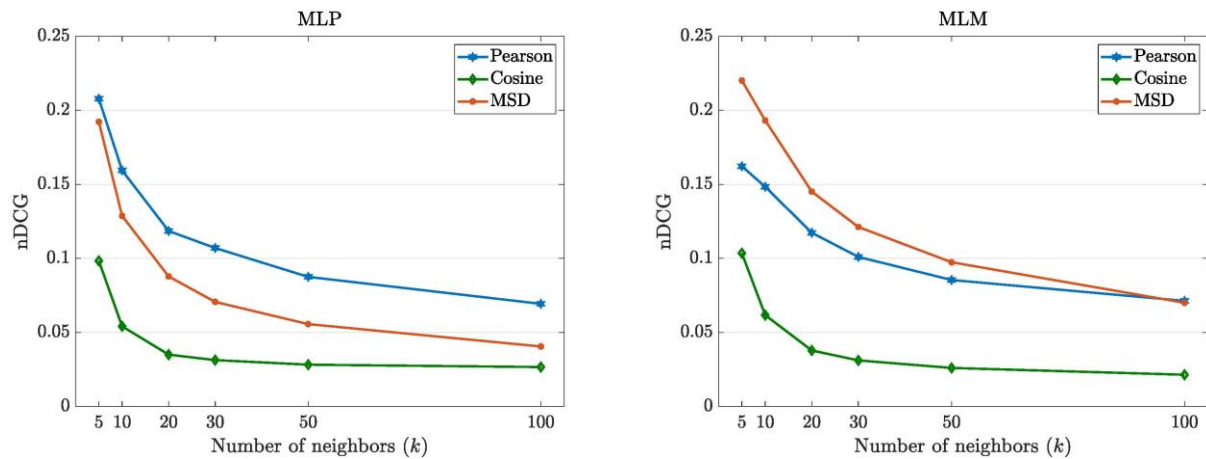 MLP
0.25
0.2
0.15
0.1
0.05
0
nDCG
5 10 20 30 50 100
Number of neighbors (k)
Pearson
Cosine
MSD
MLM
0.25
0.2
0.15
0.1
0.05
0
nDCG
5 10 20 30 50 100
Number of neighbors (k)
Pearson
Cosine
MSD